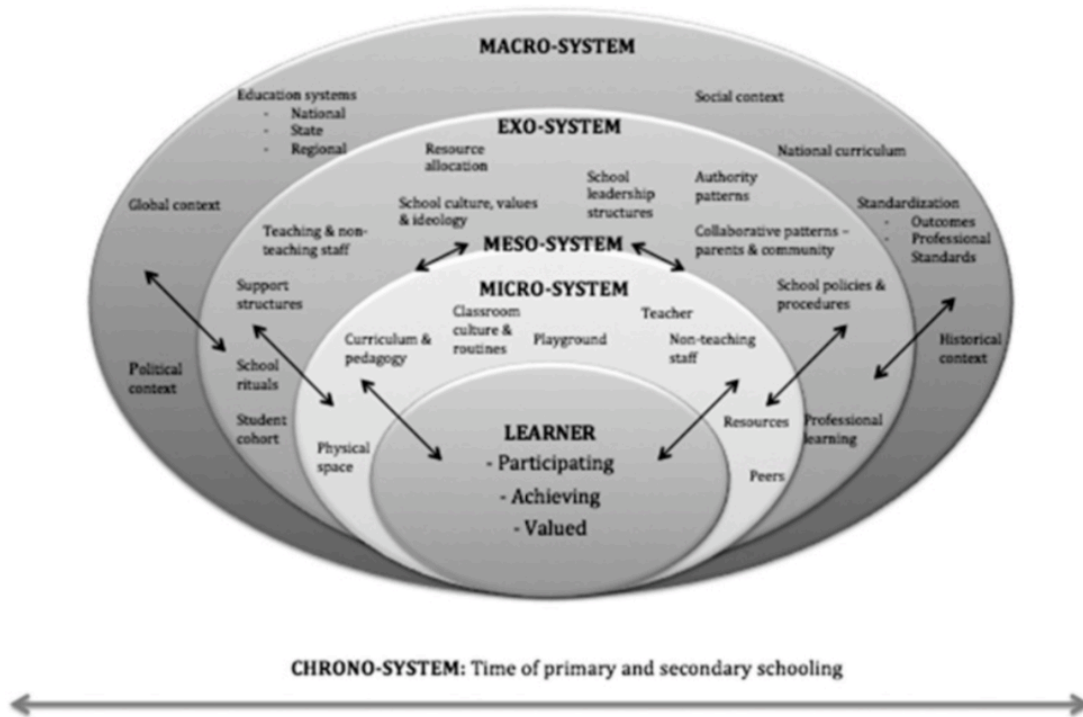 MACRO-SYSTEM
Education systems
- National
- State
- Regional
Social context
EXO-SYSTEM
Resource
allocation
National curriculum
School
leadership
structures
Authority
patterns
Global context
School culture, values
& ideology
Standardization
- Outcomes
- Professional
Standards
Teaching & non-
teaching staff
Collaborative patterns –
parents & community
MESO-SYSTEM
Support
structures
MICRO-SYSTEM
School policies &
procedures
Classroom
culture &
routines
Teacher
Curriculum &
pedagogy
Playground
Non-teaching
staff
Historical
context
Political
context
School
rituals
Student
cohort
Resources
Professional
learning
Physical
space
LEARNER
- Participating
- Achieving
- Valued
Peers
CHRONO-SYSTEM: Time of primary and secondary schooling